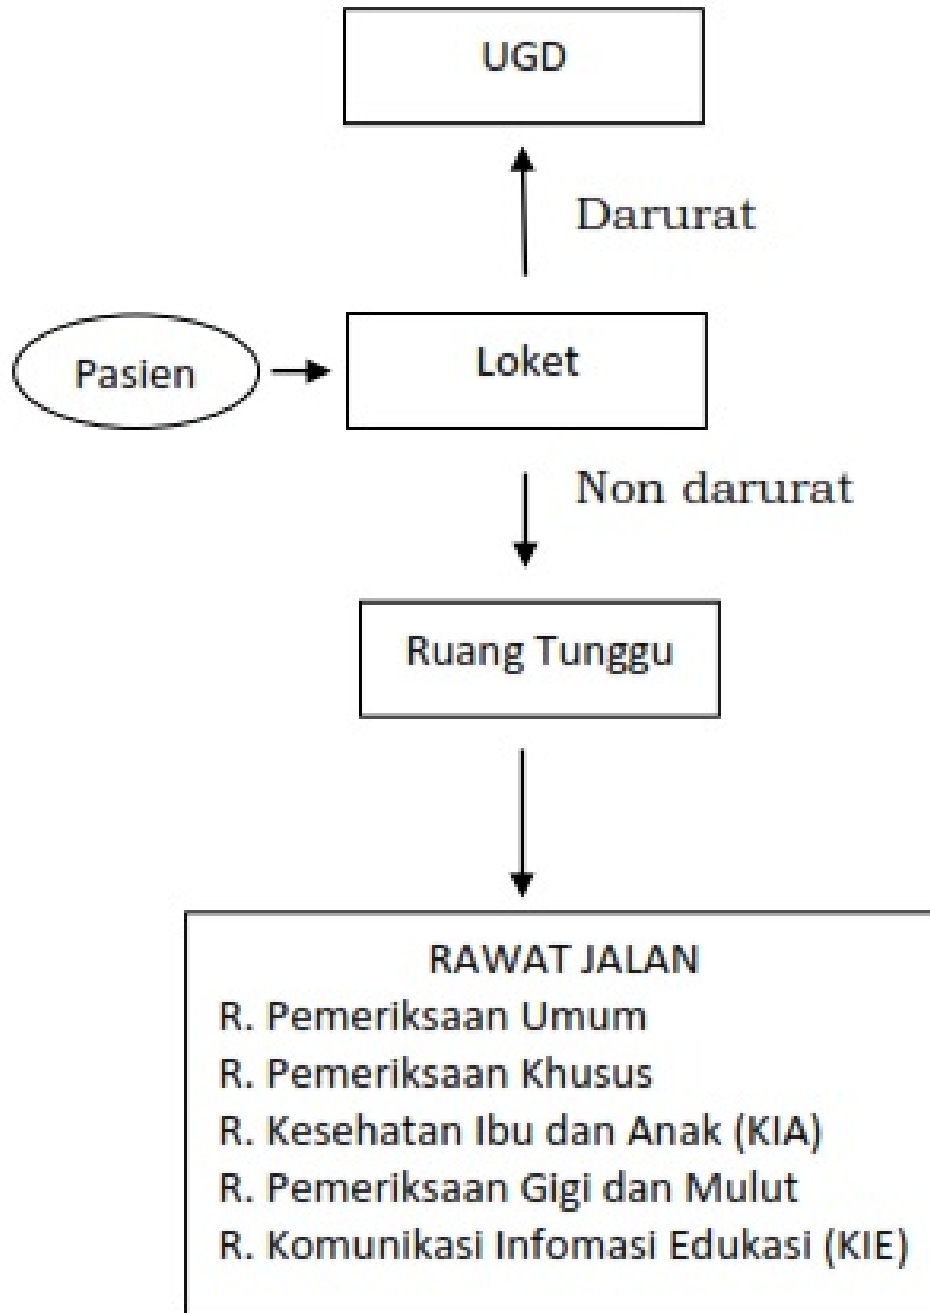 UGD
Darurat
Pasien
Loket
Non darurat
Ruang Tunggu
RAWAT JALAN
R. Pemeriksaan Umum
R. Pemeriksaan Khusus
R. Kesehatan Ibu dan Anak (KIA)
R. Pemeriksaan Gigi dan Mulut
R. Komunikasi Infomasi Edukasi (KIE)